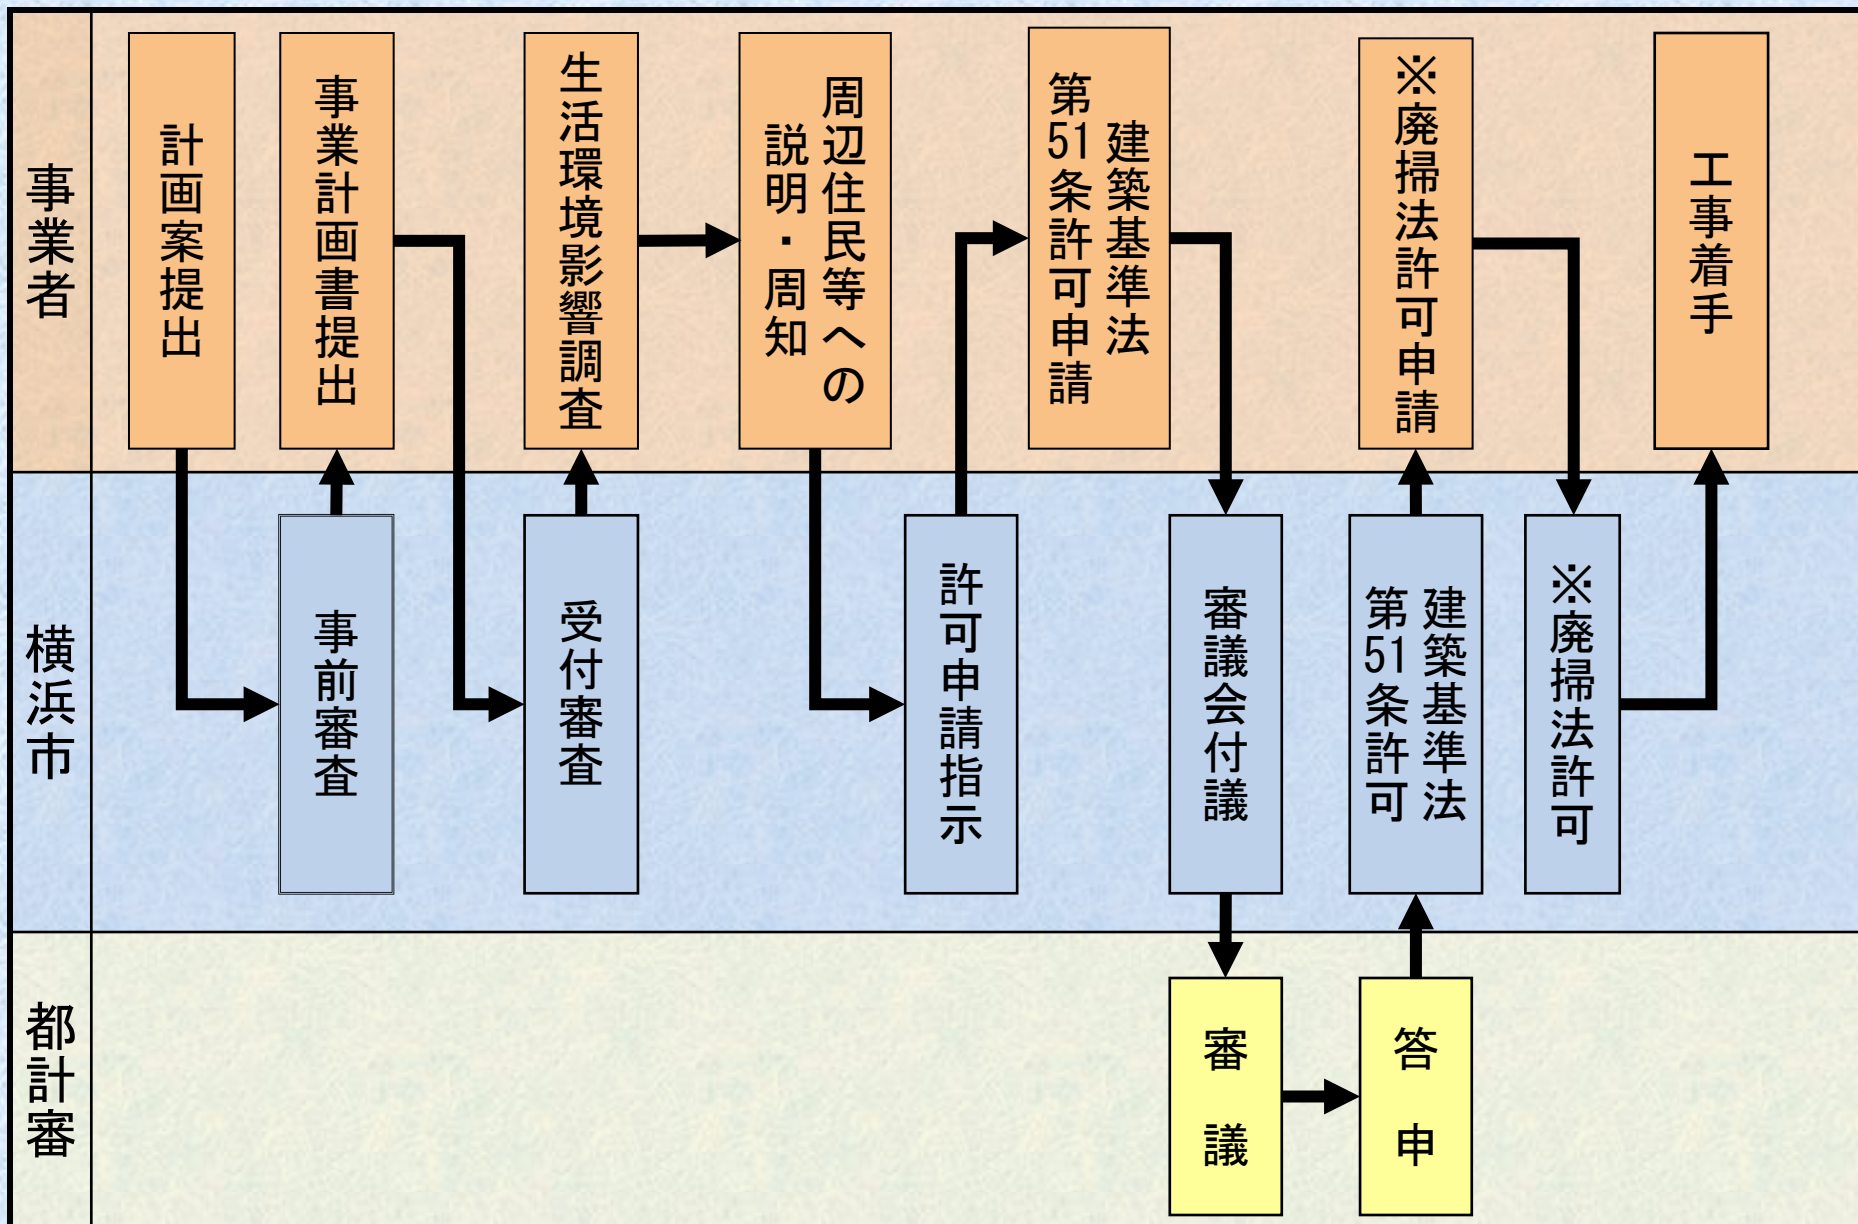 事業者
計画案提出
事業計画書提出
生活環境影響調査
周辺住民等への
説明・周知
建築基準法
第51条許可申請
※廃掃法許可申請
工事着手
横浜市
事前審査
受付審査
許可申請指示
審議会付議
建築基準法
第51条許可
※廃掃法許可
都計審
審議
答申